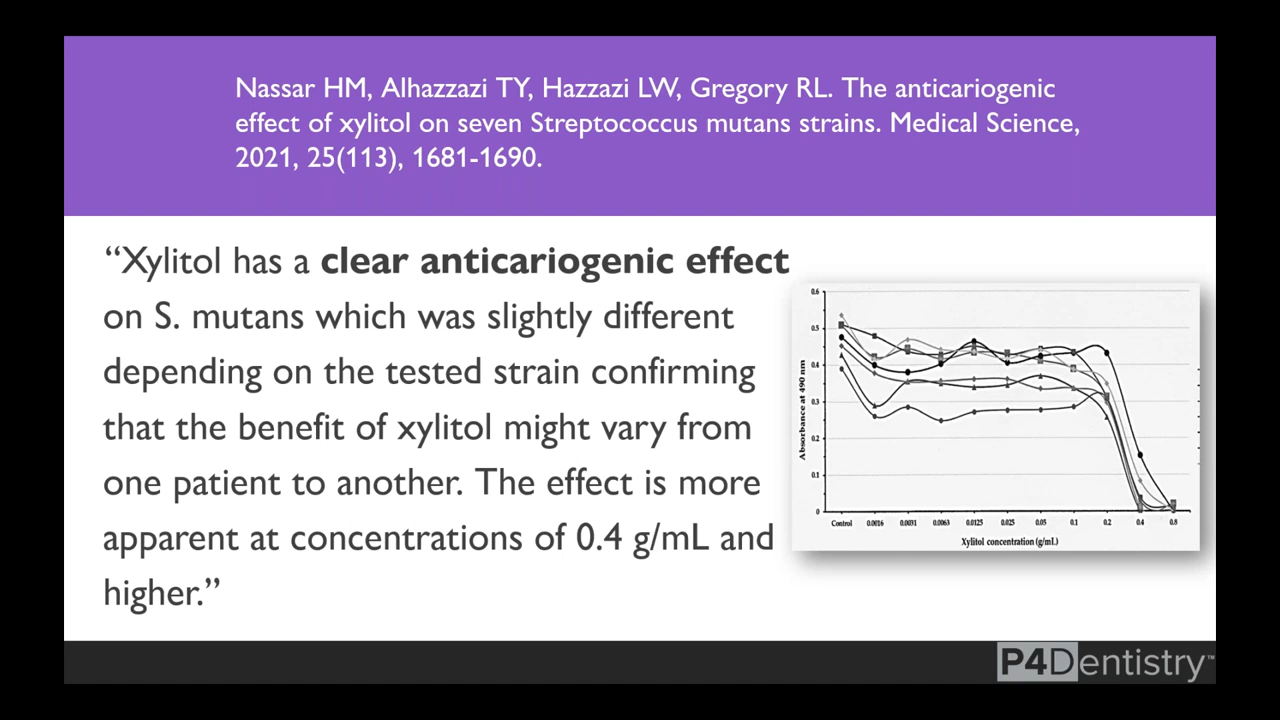 Nassar HM, Alhazzazi TY, Hazzazi LW, Gregory RL. The anticariogenic
effect of xylitol on seven Streptococcus mutans strains. Medical Science,
2021, 25(113), 1681-1690.
“Xylitol has a clear anticariogenic effect
on S. mutans which was slightly different
depending on the tested strain confirming
that the benefit of xylitol might vary from
one patient to another. The effect is more
apparent at concentrations of 0.4 g/mL and
higher.”
0.6
0.5
0.4
0.3
0.2
0.1
0
Absorbance at 490 nm
Control 0.0016 0.0031 0.0063 0.0125 0.025 0.05 0.1 0.2 0.4 0.8
Xylitol concentration (g/mL)
P4Dentistry™